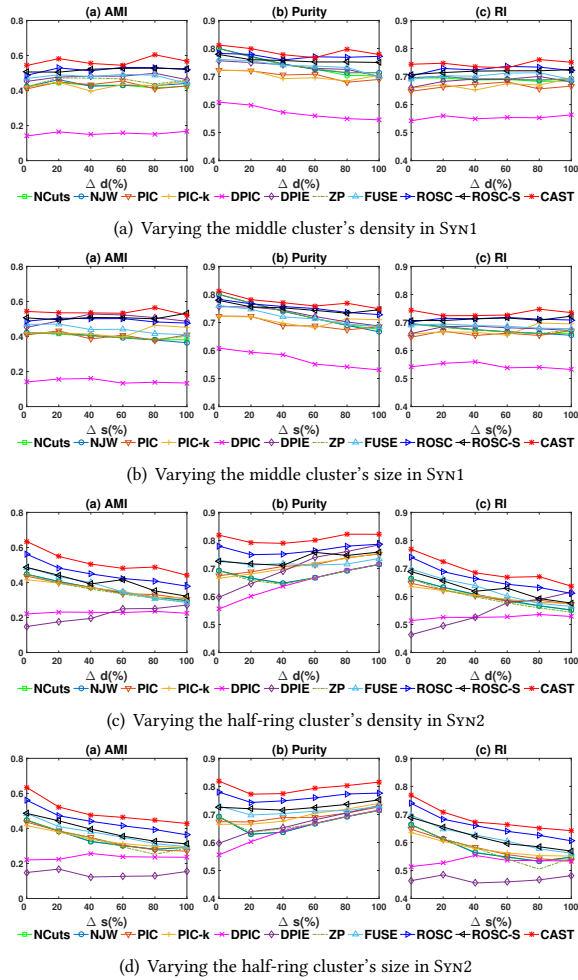 (a) AMI (b) Purity (c) RI
0.8 0.9 0.9
0.8 0.8
0.6
0.7 0.7
0.4
0.6 0.6
0.2
0.5 0.5
0 0.4 0.4
0 20 40 60 80 100 0 20 40 60 80 100 0 20 40 60 80 100
Δ d(%) Δ d(%) Δ d(%)
NCuts NJW PIC PIC-k DPIC DPIE ZP FUSE ROSC ROSC-S CAST
(a) Varying the middle cluster's density in SYN1
(a) AMI (b) Purity (c) RI
0.8 0.9 0.9
0.8 0.8
0.6
0.7 0.7
0.4
0.6 0.6
0.2
0.5 0.5
0 0.4 0.4
0 20 40 60 80 100 0 20 40 60 80 100 0 20 40 60 80 100
Δ s(%) Δ s(%) Δ s(%)
NCuts NJW PIC PIC-k DPIC DPIE ZP FUSE ROSC ROSC-S CAST
(b) Varying the middle cluster's size in SYN1
(a) AMI (b) Purity (c) RI
0.8 0.9 0.9
0.8 0.8
0.6
0.7 0.7
0.4
0.6 0.6
0.2
0.5 0.5
0 0.4 0.4
0 20 40 60 80 100 0 20 40 60 80 100 0 20 40 60 80 100
Δ d(%) Δ d(%) Δ d(%)
NCuts NJW PIC PIC-k DPIC DPIE ZP FUSE ROSC ROSC-S CAST
(c) Varying the half-ring cluster's density in SYN2
(a) AMI (b) Purity (c) RI
0.8 0.9 0.9
0.8 0.8
0.6
0.7 0.7
0.4
0.6 0.6
0.2
0.5 0.5
0 0.4 0.4
0 20 40 60 80 100 0 20 40 60 80 100 0 20 40 60 80 100
Δ s(%) Δ s(%) Δ s(%)
NCuts NJW PIC PIC-k DPIC DPIE ZP FUSE ROSC ROSC-S CAST
(d) Varying the half-ring cluster's size in SYN2